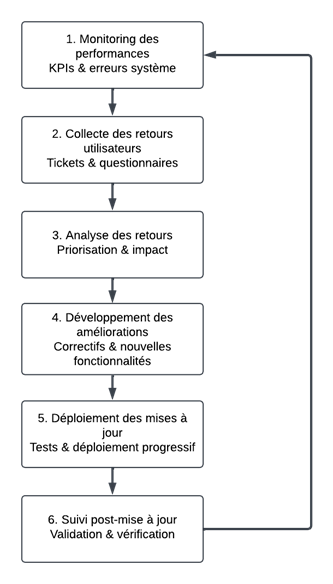 1. Monitoring des
performances
KPIs & erreurs système
2. Collecte des retours
utilisateurs
Tickets & questionnaires
3. Analyse des retours
Priorisation & impact
4. Développement des
améliorations
Correctifs & nouvelles
fonctionnalités
5. Déploiement des mises à
jour
Tests & déploiement progressif
6. Suivi post-mise à jour
Validation & vérification